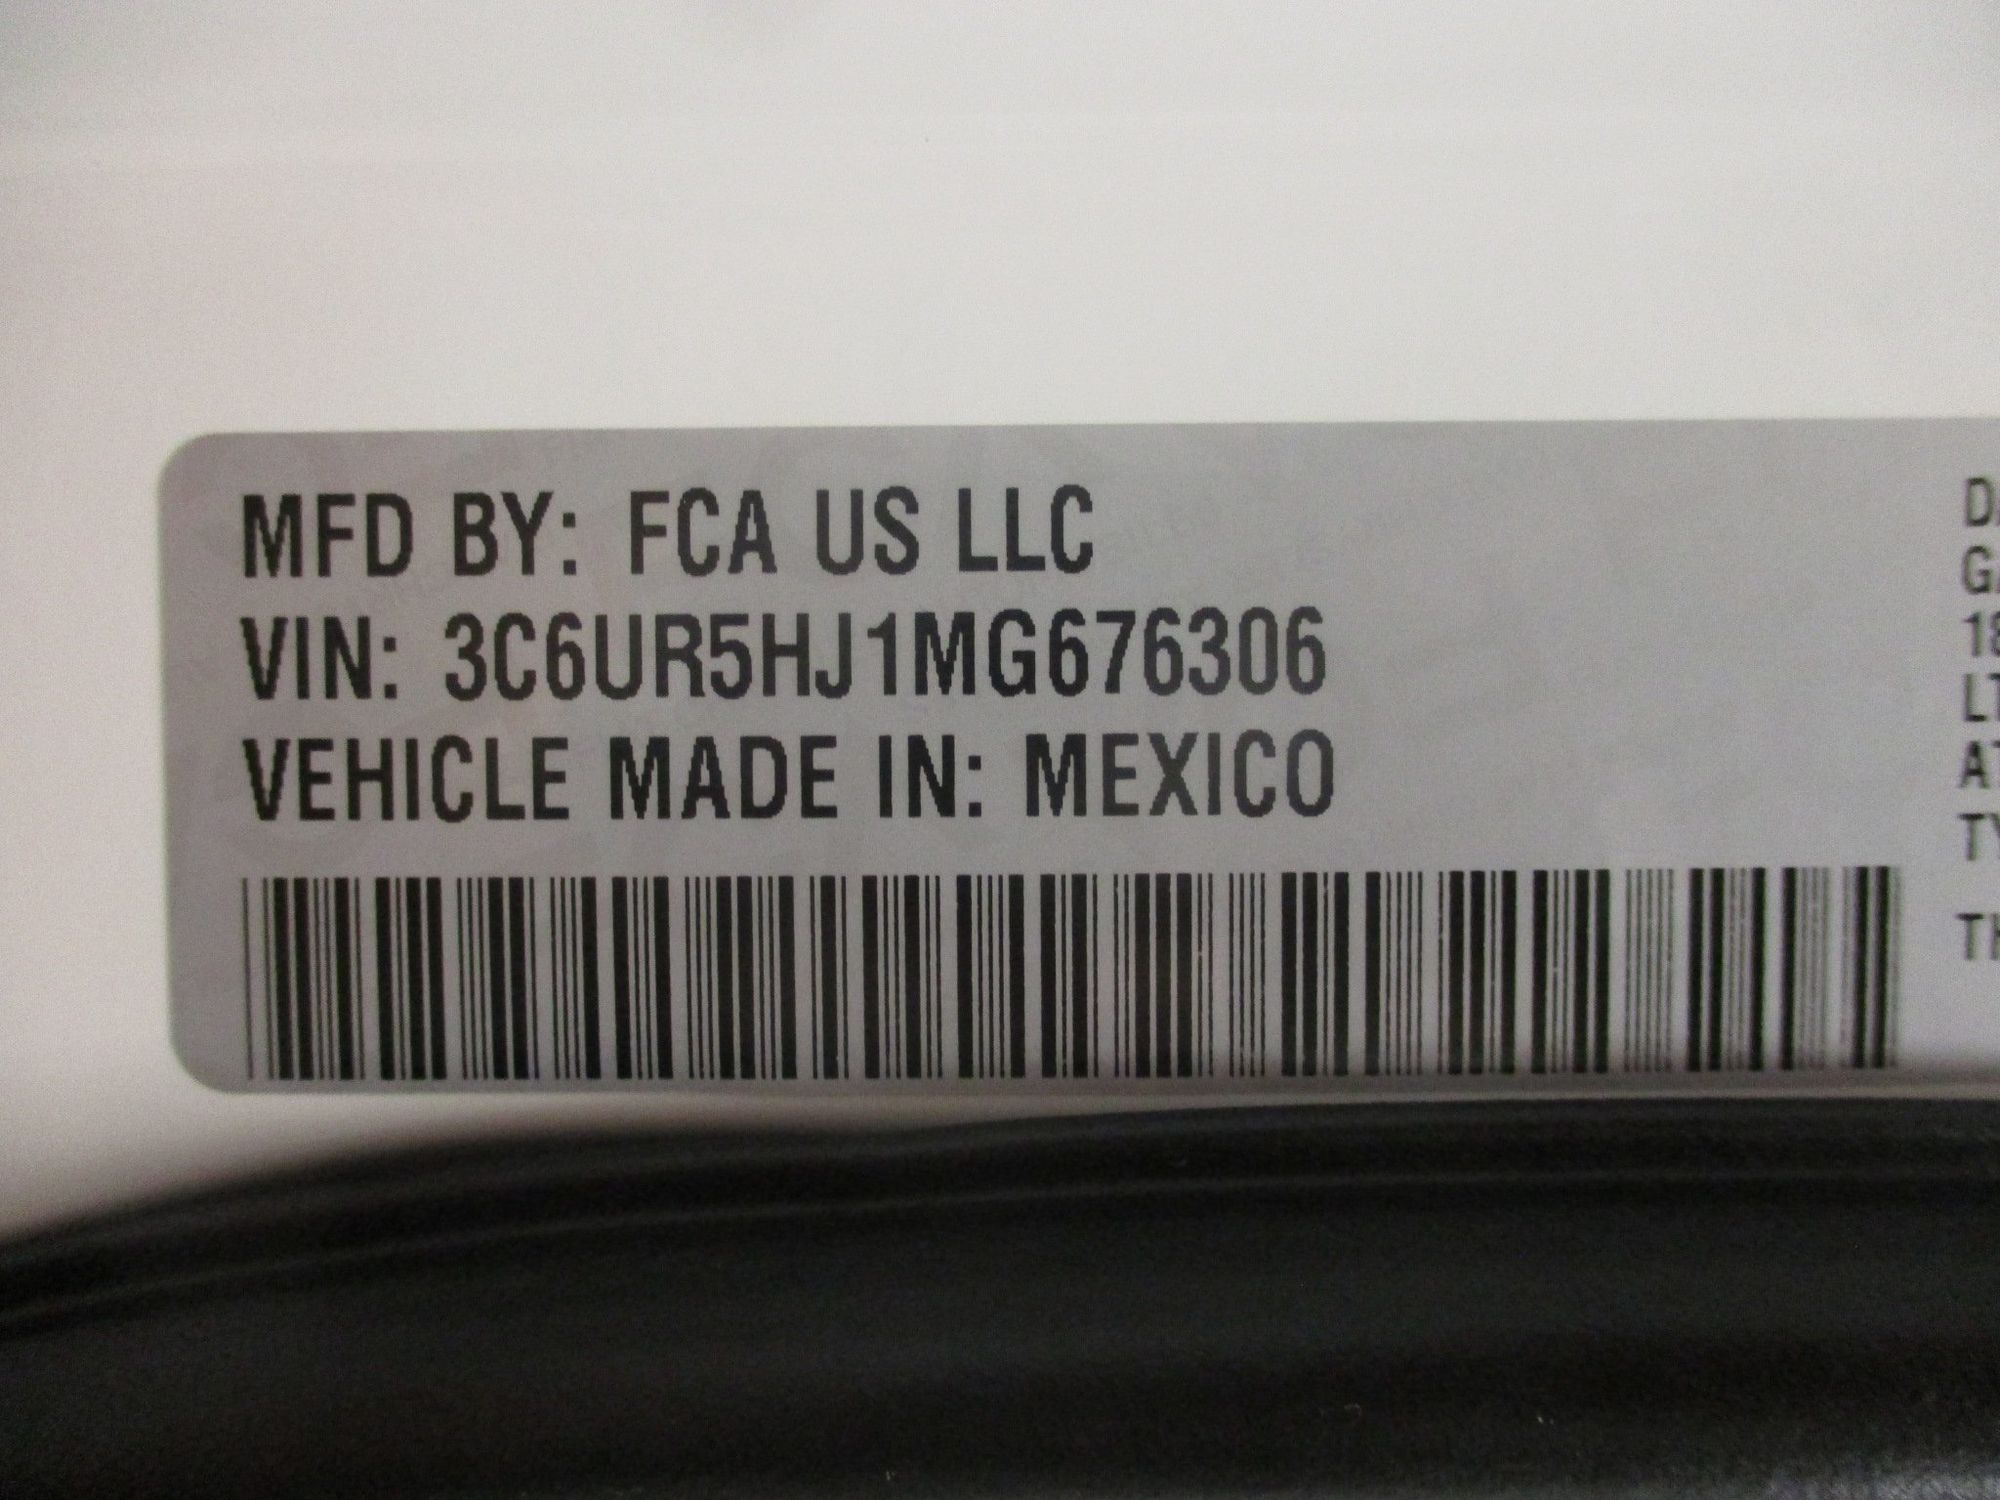 MFD BY: FCA US LLC
VIN: 3C6UR5HJ1MG676306
VEHICLE MADE IN: MEXICO